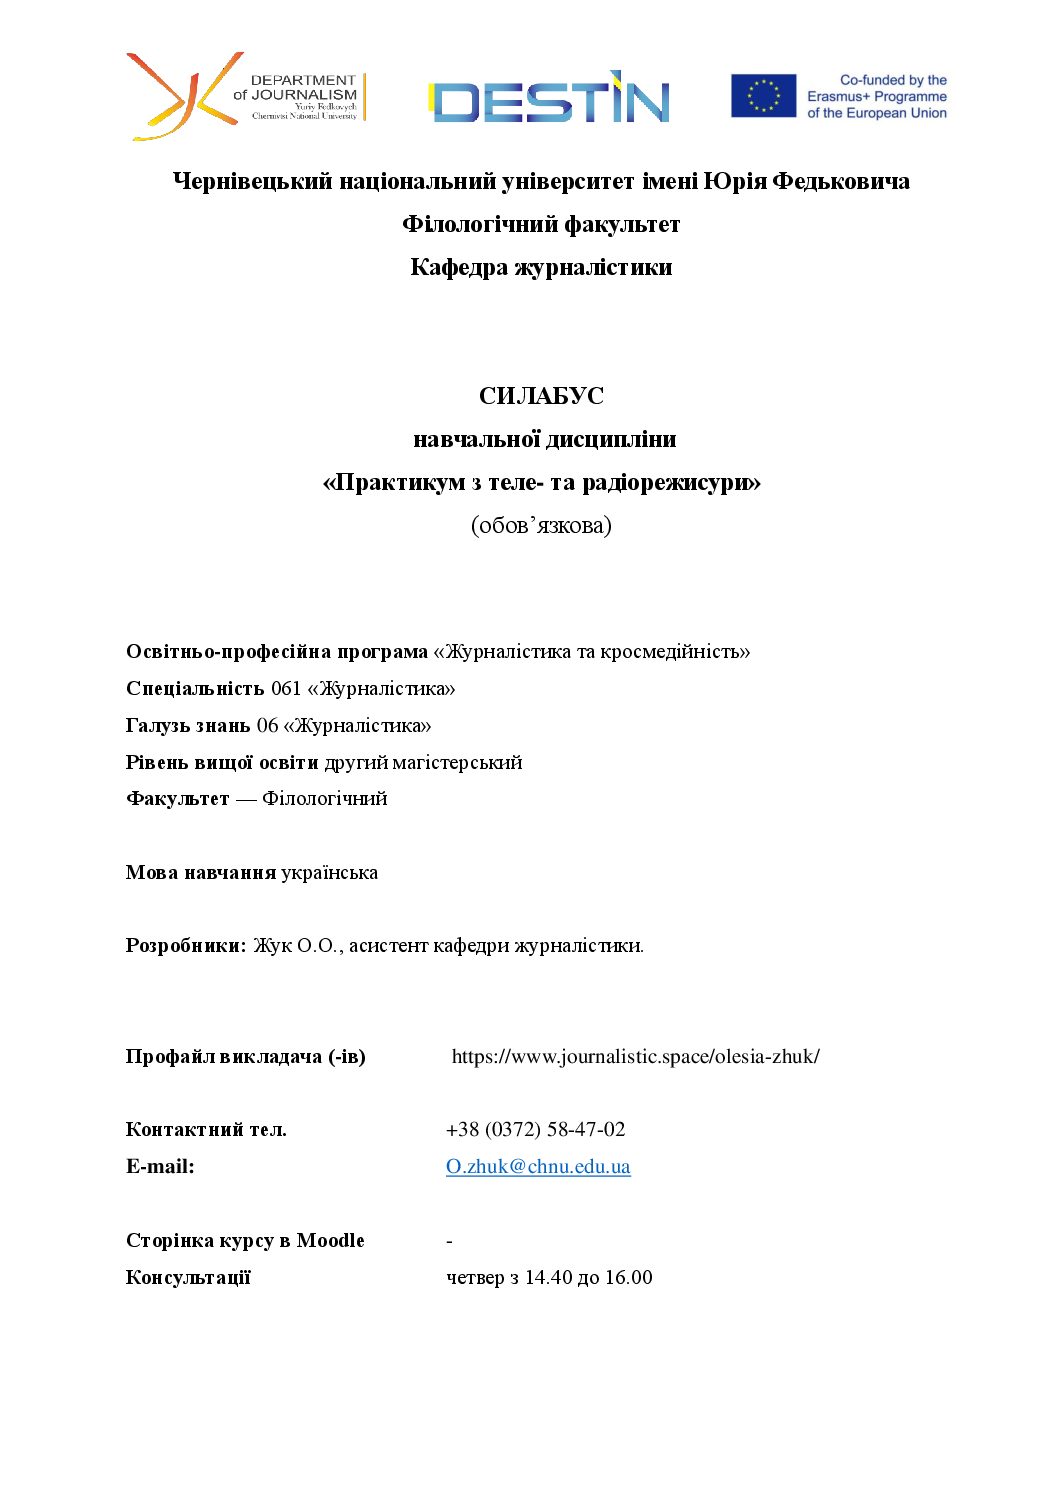 DEPARTMENT
of JOURNALISM
Yuriy Fedkovych
Chernivtsi National University
DESTIN
Co-funded by the
Erasmus+ Programme
of the European Union
Чернівецький національний університет імені Юрія Федьковича
Філологічний факультет
Кафедра журналістики
СИЛАБУС
навчальної дисципліни
«Практикум з теле- та радіорежисури»
(обов’язкова)
Освітньо-професійна програма «Журналістика та кросмедійність»
Спеціальність 061 «Журналістика»
Галузь знань 06 «Журналістика»
Рівень вищої освіти другий магістерський
Факультет — Філологічний
Мова навчання українська
Розробники: Жук О.О., асистент кафедри журналістики.
Профайл викладача (-ів) https://www.journalistic.space/olesia-zhuk/
Контактний тел. +38 (0372) 58-47-02
E-mail: O.zhuk@chnu.edu.ua
Сторінка курсу в Moodle -
Консультації четвер з 14.40 до 16.00